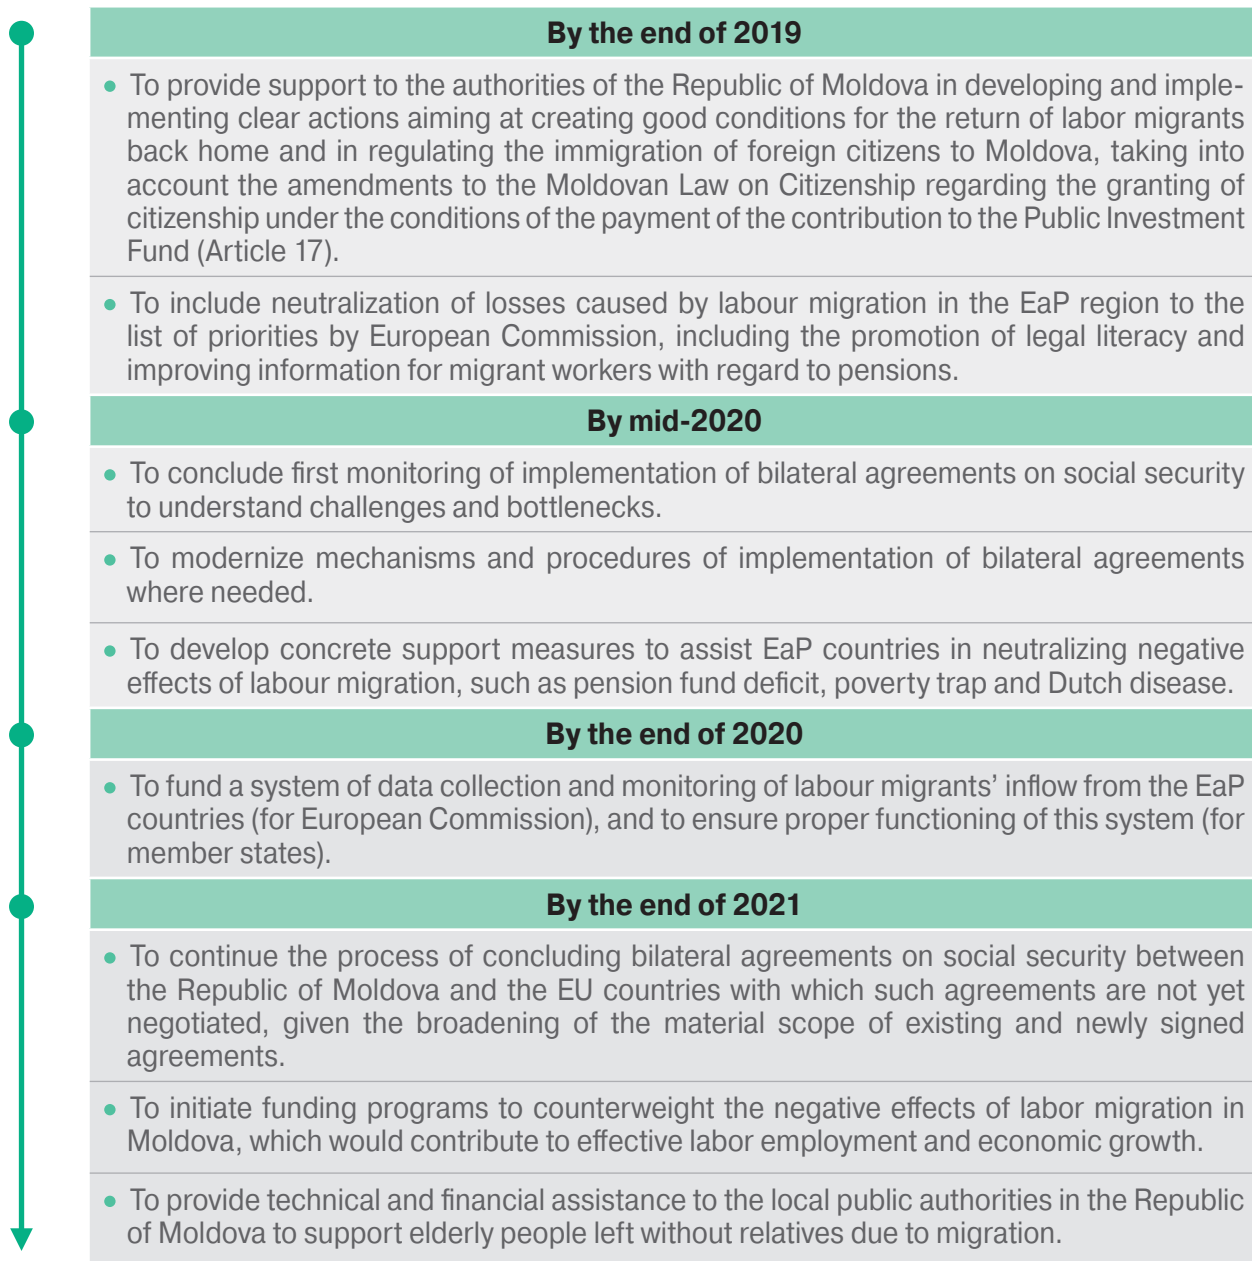 By the end of 2019
• To provide support to the authorities of the Republic of Moldova in developing and imple-
menting clear actions aiming at creating good conditions for the return of labor migrants
back home and in regulating the immigration of foreign citizens to Moldova, taking into
account the amendments to the Moldovan Law on Citizenship regarding the granting of
citizenship under the conditions of the payment of the contribution to the Public Investment
Fund (Article 17).
• To include neutralization of losses caused by labour migration in the EaP region to the
list of priorities by European Commission, including the promotion of legal literacy and
improving information for migrant workers with regard to pensions.
By mid-2020
• To conclude first monitoring of implementation of bilateral agreements on social security
to understand challenges and bottlenecks.
• To modernize mechanisms and procedures of implementation of bilateral agreements
where needed.
• To develop concrete support measures to assist EaP countries in neutralizing negative
effects of labour migration, such as pension fund deficit, poverty trap and Dutch disease.
By the end of 2020
• To fund a system of data collection and monitoring of labour migrants' inflow from the EaP
countries (for European Commission), and to ensure proper functioning of this system (for
member states).
By the end of 2021
• To continue the process of concluding bilateral agreements on social security between
the Republic of Moldova and the EU countries with which such agreements are not yet
negotiated, given the broadening of the material scope of existing and newly signed
agreements.
• To initiate funding programs to counterweight the negative effects of labor migration in
Moldova, which would contribute to effective labor employment and economic growth.
• To provide technical and financial assistance to the local public authorities in the Republic
of Moldova to support elderly people left without relatives due to migration.